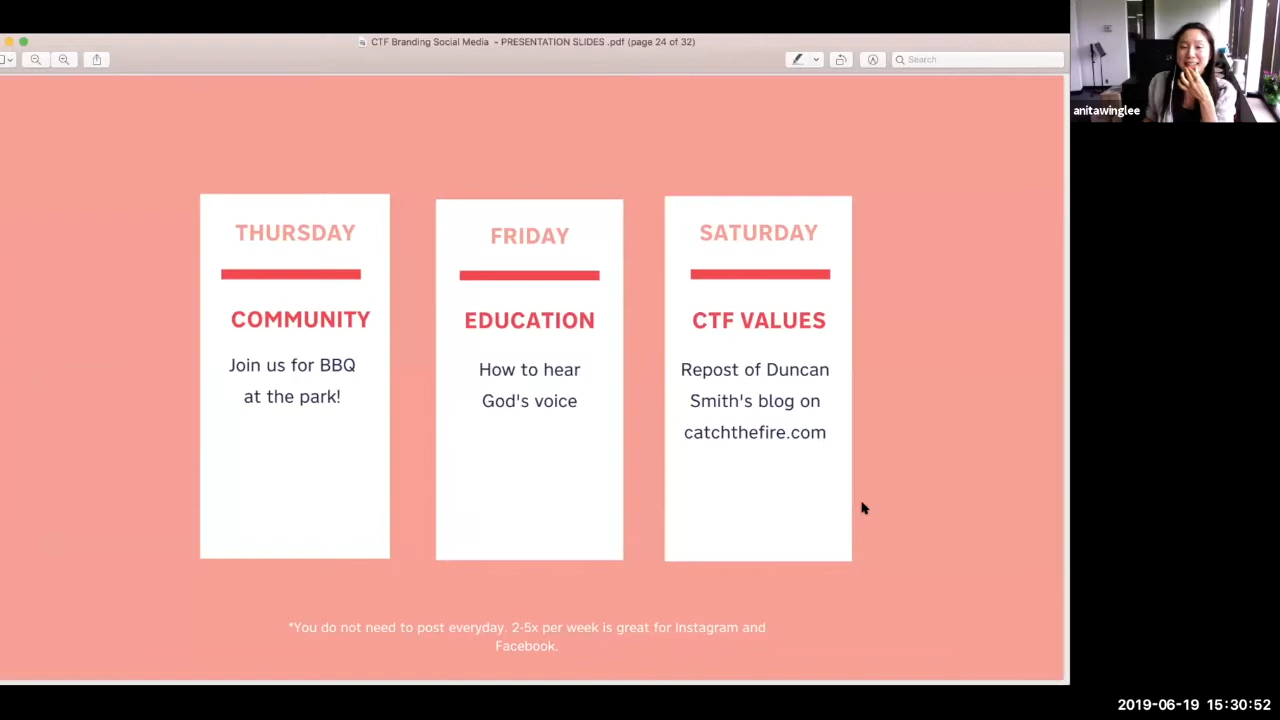 CTF Branding Social Media - PRESENTATION SLIDES .pdf (page 24 of 32)
Search
anitawinglee
THURSDAY
COMMUNITY
Join us for BBQ
at the park!
FRIDAY
EDUCATION
How to hear
God's voice
SATURDAY
CTF VALUES
Repost of Duncan
Smith's blog on
catchthefire.com
*You do not need to post everyday. 2-5x per week is great for Instagram and
Facebook.
2019-06-19 15:30:52